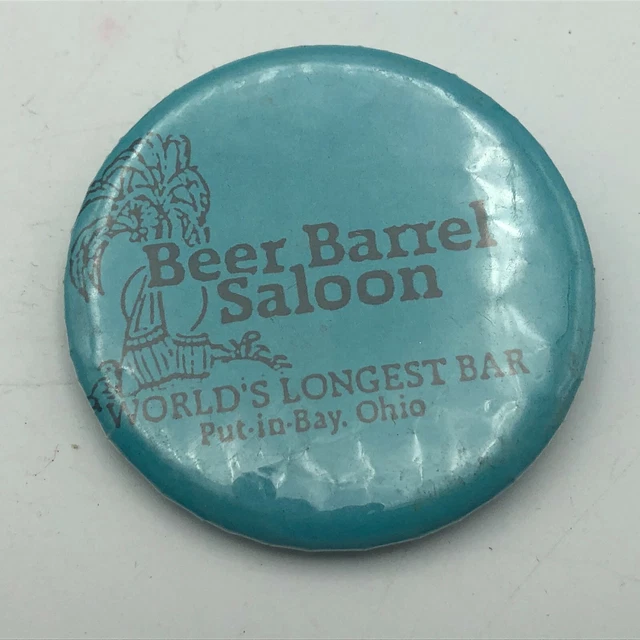 Beer Barrel
Saloon
WORLD'S LONGEST BAR
Put-in-Bay, Ohio